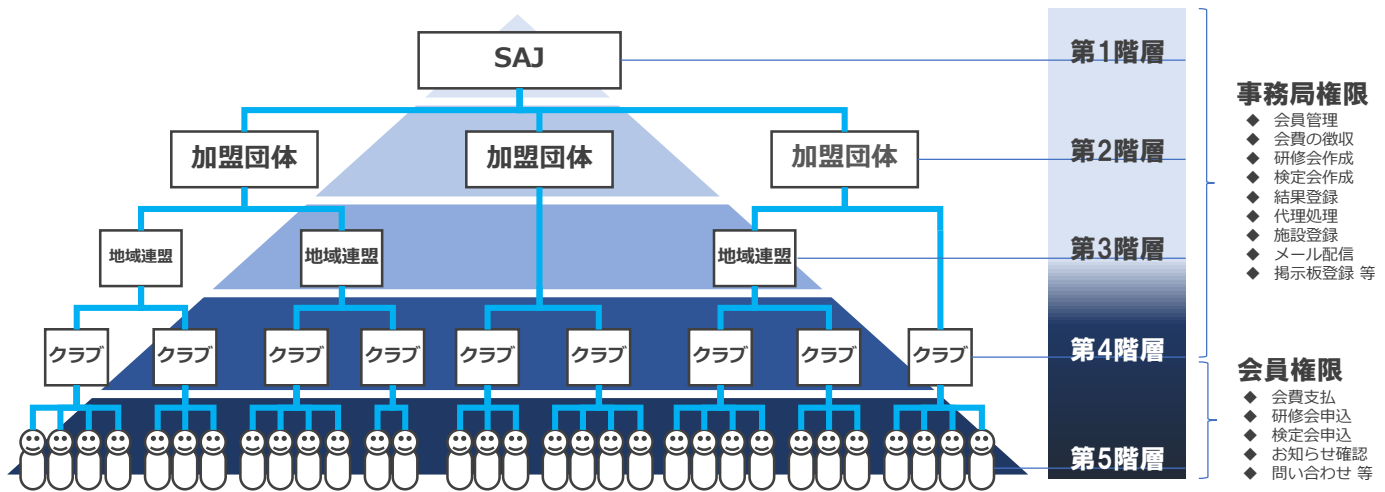 SAJ
加盟団体
加盟団体
加盟団体
地域連盟
地域連盟
地域連盟
クラブ
クラブ
クラブ
クラブ
クラブ
クラブ
クラブ
クラブ
クラブ
第1階層
第2階層
第3階層
第4階層
第5階層
事務局権限
◆ 会員管理
◆ 会費の徴収
◆ 研修会作成
◆ 検定会作成
◆ 結果登録
◆ 代理処理
◆ 施設登録
◆ メール配信
◆ 掲示板登録 等
会員権限
◆ 会費支払
◆ 研修会申込
◆ 検定会申込
◆ お知らせ確認
◆ 問い合わせ 等